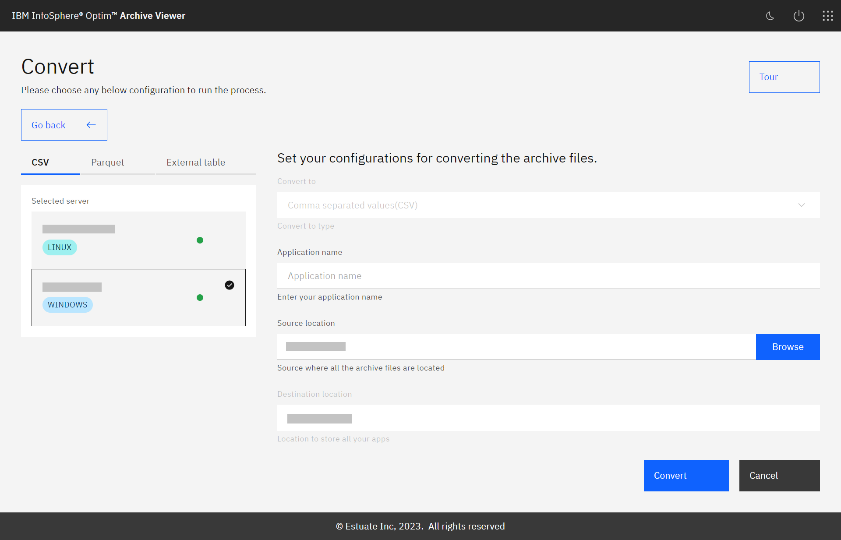 IBM InfoSphere® Optim™ Archive Viewer
Convert
Please choose any below configuration to run the process.
Tour
Go back
CSV
Parquet
External table
Selected server
LINUX
WINDOWS
Set your configurations for converting the archive files.
Convert to
Comma separated values(CSV)
Convert to type
Application name
Application name
Enter your application name
Source location
Browse
Source where all the archive files are located
Destination location
Location to store all your apps
Convert
Cancel
© Estuate Inc, 2023. All rights reserved